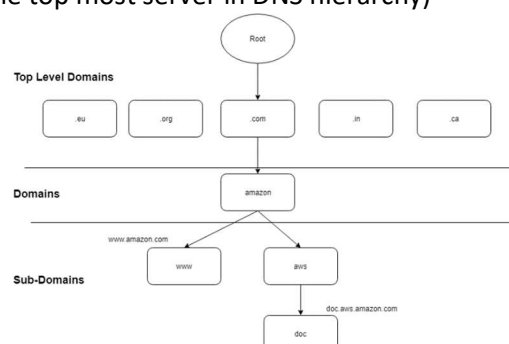 he top most server in DNS hierarchy)
Root
Top Level Domains
.eu .org .com .in .ca
Domains
amazon
www.amazon.com
www aws
Sub-Domains
doc.aws.amazon.com
doc